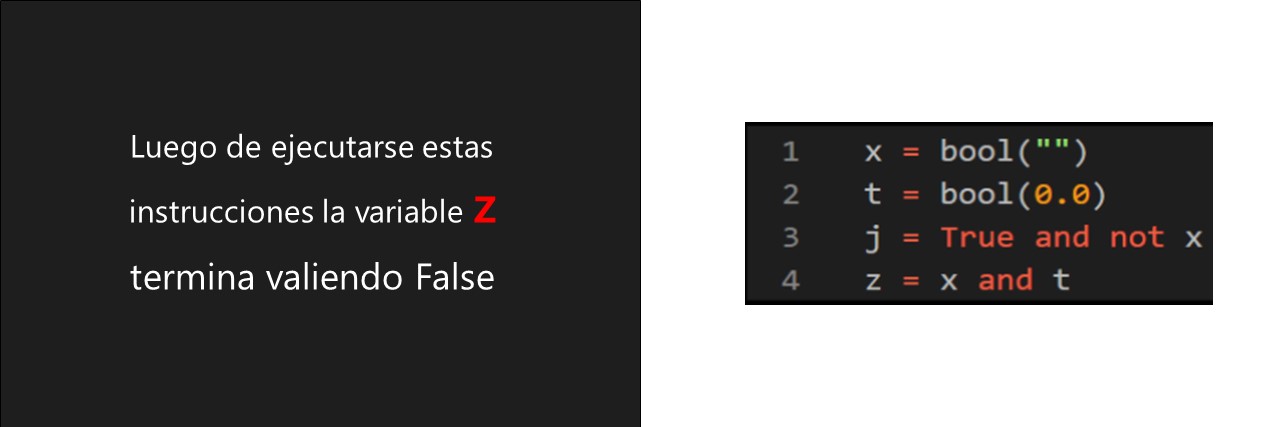 Luego de ejecutarse estas
instrucciones la variable Z
termina valiendo False
1 x = bool("")
2 t = bool(0.0)
3 j = True and not x
4 z = x and t